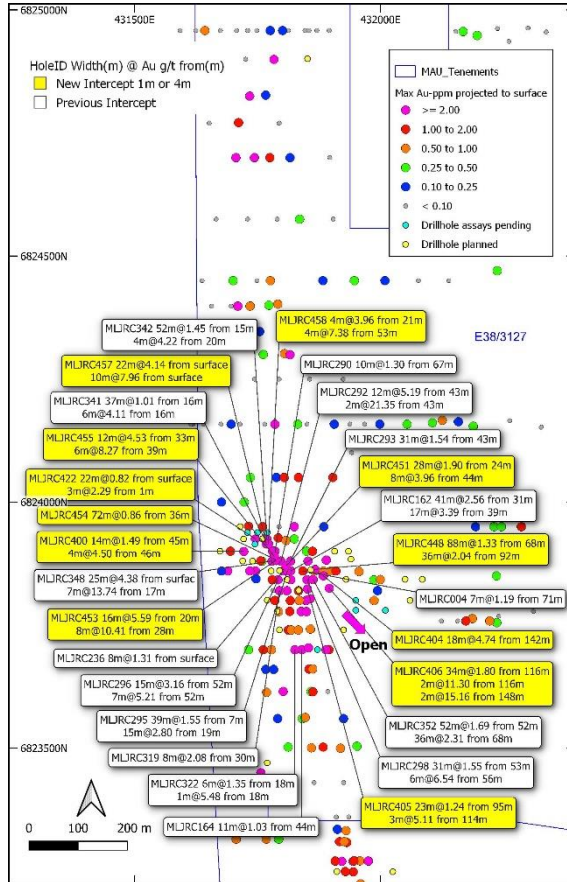 431500E
432000E
6825000N
HoleID Width(m) @ Au g/t from(m)
New Intercept 1m or 4m
Previous Intercept
MAU_Tenements
Max Au-ppm projected to surface
>= 2.00
1.00 to 2.00
0.50 to 1.00
0.25 to 0.50
0.10 to 0.25
< 0.10
Drillhole assays pending
Drillhole planned
6824500N
E38/3127
MLJRC342 52m@1.45 from 15m
4m@4.22 from 20m
MLJRC458 4m@3.96 from 21m
4m@7.38 from 53m
MLJRC457 22m@4.14 from surface
10m@7.96 from surface
MLJRC290 10m@1.30 from 67m
MLJRC341 37m@1.01 from 16m
6m@4.11 from 16m
MLJRC292 12m@5.19 from 43m
2m@21.35 from 43m
MLJRC455 12m@4.53 from 33m
6m@8.27 from 39m
MLJRC293 31m@1.54 from 43m
MLJRC422 22m@0.82 from surface
3m@2.29 from 1m
MLJRC451 28m@1.90 from 24m
8m@3.96 from 44m
6824000N
MLJRC454 72m@0.86 from 36m
MLJRC162 41m@2.56 from 31m
17m@3.39 from 39m
MLJRC400 14m@1.49 from 45m
4m@4.50 from 46m
MLJRC448 88m@1.33 from 68m
36m@2.04 from 92m
MLJRC348 25m@4.38 from surfac
7m@13.74 from 17m
MLJRC004 7m@1.19 from 71m
MLJRC453 16m@5.59 from 20m
8m@10.41 from 28m
MLJRC404 18m@4.74 from 142m
Open
MLJRC236 8m@1.31 from surface
MLJRC406 34m@1.80 from 116m
2m@11.30 from 116m
2m@15.16 from 148m
MLJRC296 15m@3.16 from 52m
7m@5.21 from 52m
MLJRC295 39m@1.55 from 7m
15m@2.80 from 19m
MLJRC352 52m@1.69 from 52m
36m@2.31 from 68m
6823500N
MLJRC319 8m@2.08 from 30m
MLJRC298 31m@1.55 from 53m
6m@6.54 from 56m
MLJRC322 6m@1.35 from 18m
1m@5.48 from 18m
MLJRC405 23m@1.24 from 95m
3m@5.11 from 114m
MLJRC164 11m@1.03 from 44m
0 100 200 m